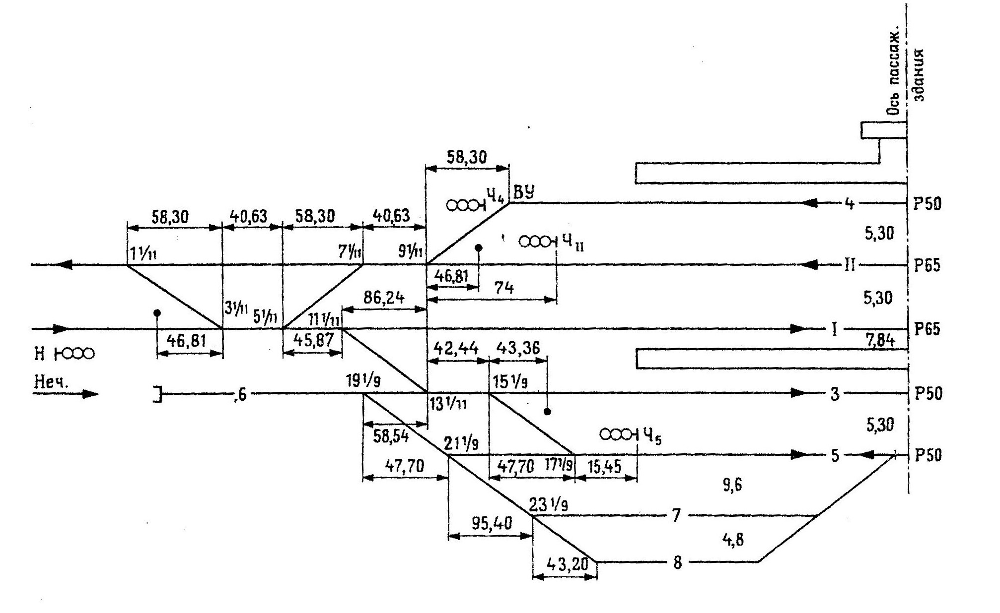 Ось пассаж.
здания
58,30
Ч4 ВУ
4 Р50
58,30 40,63 58,30 40,63
5,30
1 1/11 7 1/11 9 1/11 ЧII
II Р65
46,81
74
86,24 5,30
3 1/11 5 1/11 11 1/11
I Р65
46,81 45,87 7,84
Н 42,44 43,36
Неч. 19 1/9 15 1/9
6 3 Р50
13 1/11
58,54 5,30
21 1/9 Ч5
5 Р50
47,70 47,70 17 1/9 15,45
9,6
23 1/9
7
95,40
4,8
43,20 8